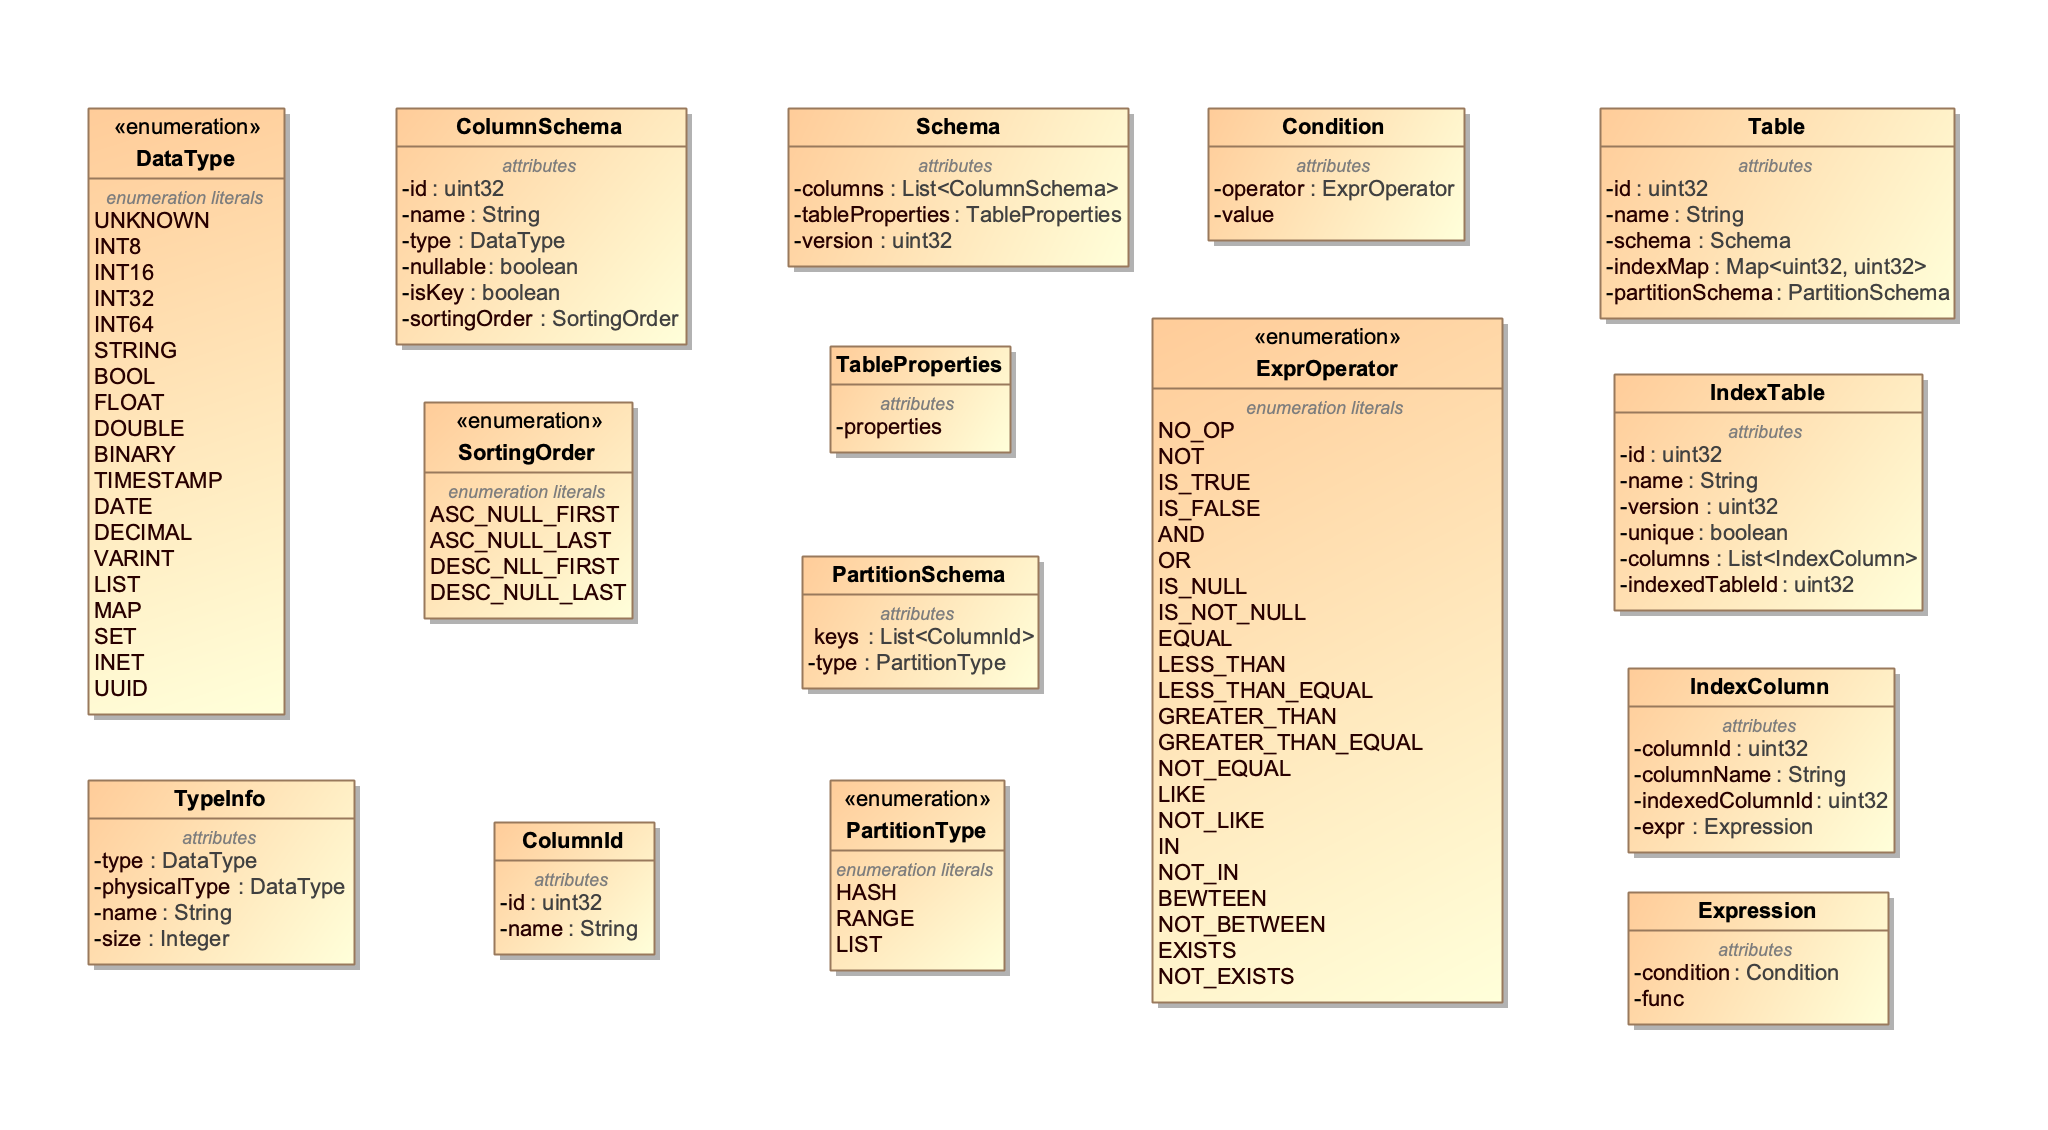 «enumeration»
DataType
enumeration literals
UNKNOWN
INT8
INT16
INT32
INT64
STRING
BOOL
FLOAT
DOUBLE
BINARY
TIMESTAMP
DATE
DECIMAL
VARINT
LIST
MAP
SET
INET
UUID
TypeInfo
attributes
-type : DataType
-physicalType : DataType
-name : String
-size : Integer
ColumnSchema
attributes
-id : uint32
-name : String
-type : DataType
-nullable : boolean
-isKey : boolean
-sortingOrder : SortingOrder
«enumeration»
SortingOrder
enumeration literals
ASC_NULL_FIRST
ASC_NULL_LAST
DESC_NLL_FIRST
DESC_NULL_LAST
ColumnId
attributes
-id : uint32
-name : String
Schema
attributes
-columns : List<ColumnSchema>
-tableProperties : TableProperties
-version : uint32
TableProperties
attributes
-properties
PartitionSchema
attributes
keys : List<ColumnId>
-type : PartitionType
«enumeration»
PartitionType
enumeration literals
HASH
RANGE
LIST
Condition
attributes
-operator : ExprOperator
-value
«enumeration»
ExprOperator
enumeration literals
NO_OP
NOT
IS_TRUE
IS_FALSE
AND
OR
IS_NULL
IS_NOT_NULL
EQUAL
LESS_THAN
LESS_THAN_EQUAL
GREATER_THAN
GREATER_THAN_EQUAL
NOT_EQUAL
LIKE
NOT_LIKE
IN
NOT_IN
BEWTEEN
NOT_BETWEEN
EXISTS
NOT_EXISTS
Table
attributes
-id : uint32
-name : String
-schema : Schema
-indexMap : Map<uint32, uint32>
-partitionSchema : PartitionSchema
IndexTable
attributes
-id : uint32
-name : String
-version : uint32
-unique : boolean
-columns : List<IndexColumn>
-indexedTableId : uint32
IndexColumn
attributes
-columnId : uint32
-columnName : String
-indexedColumnId : uint32
-expr : Expression
Expression
attributes
-condition : Condition
-func